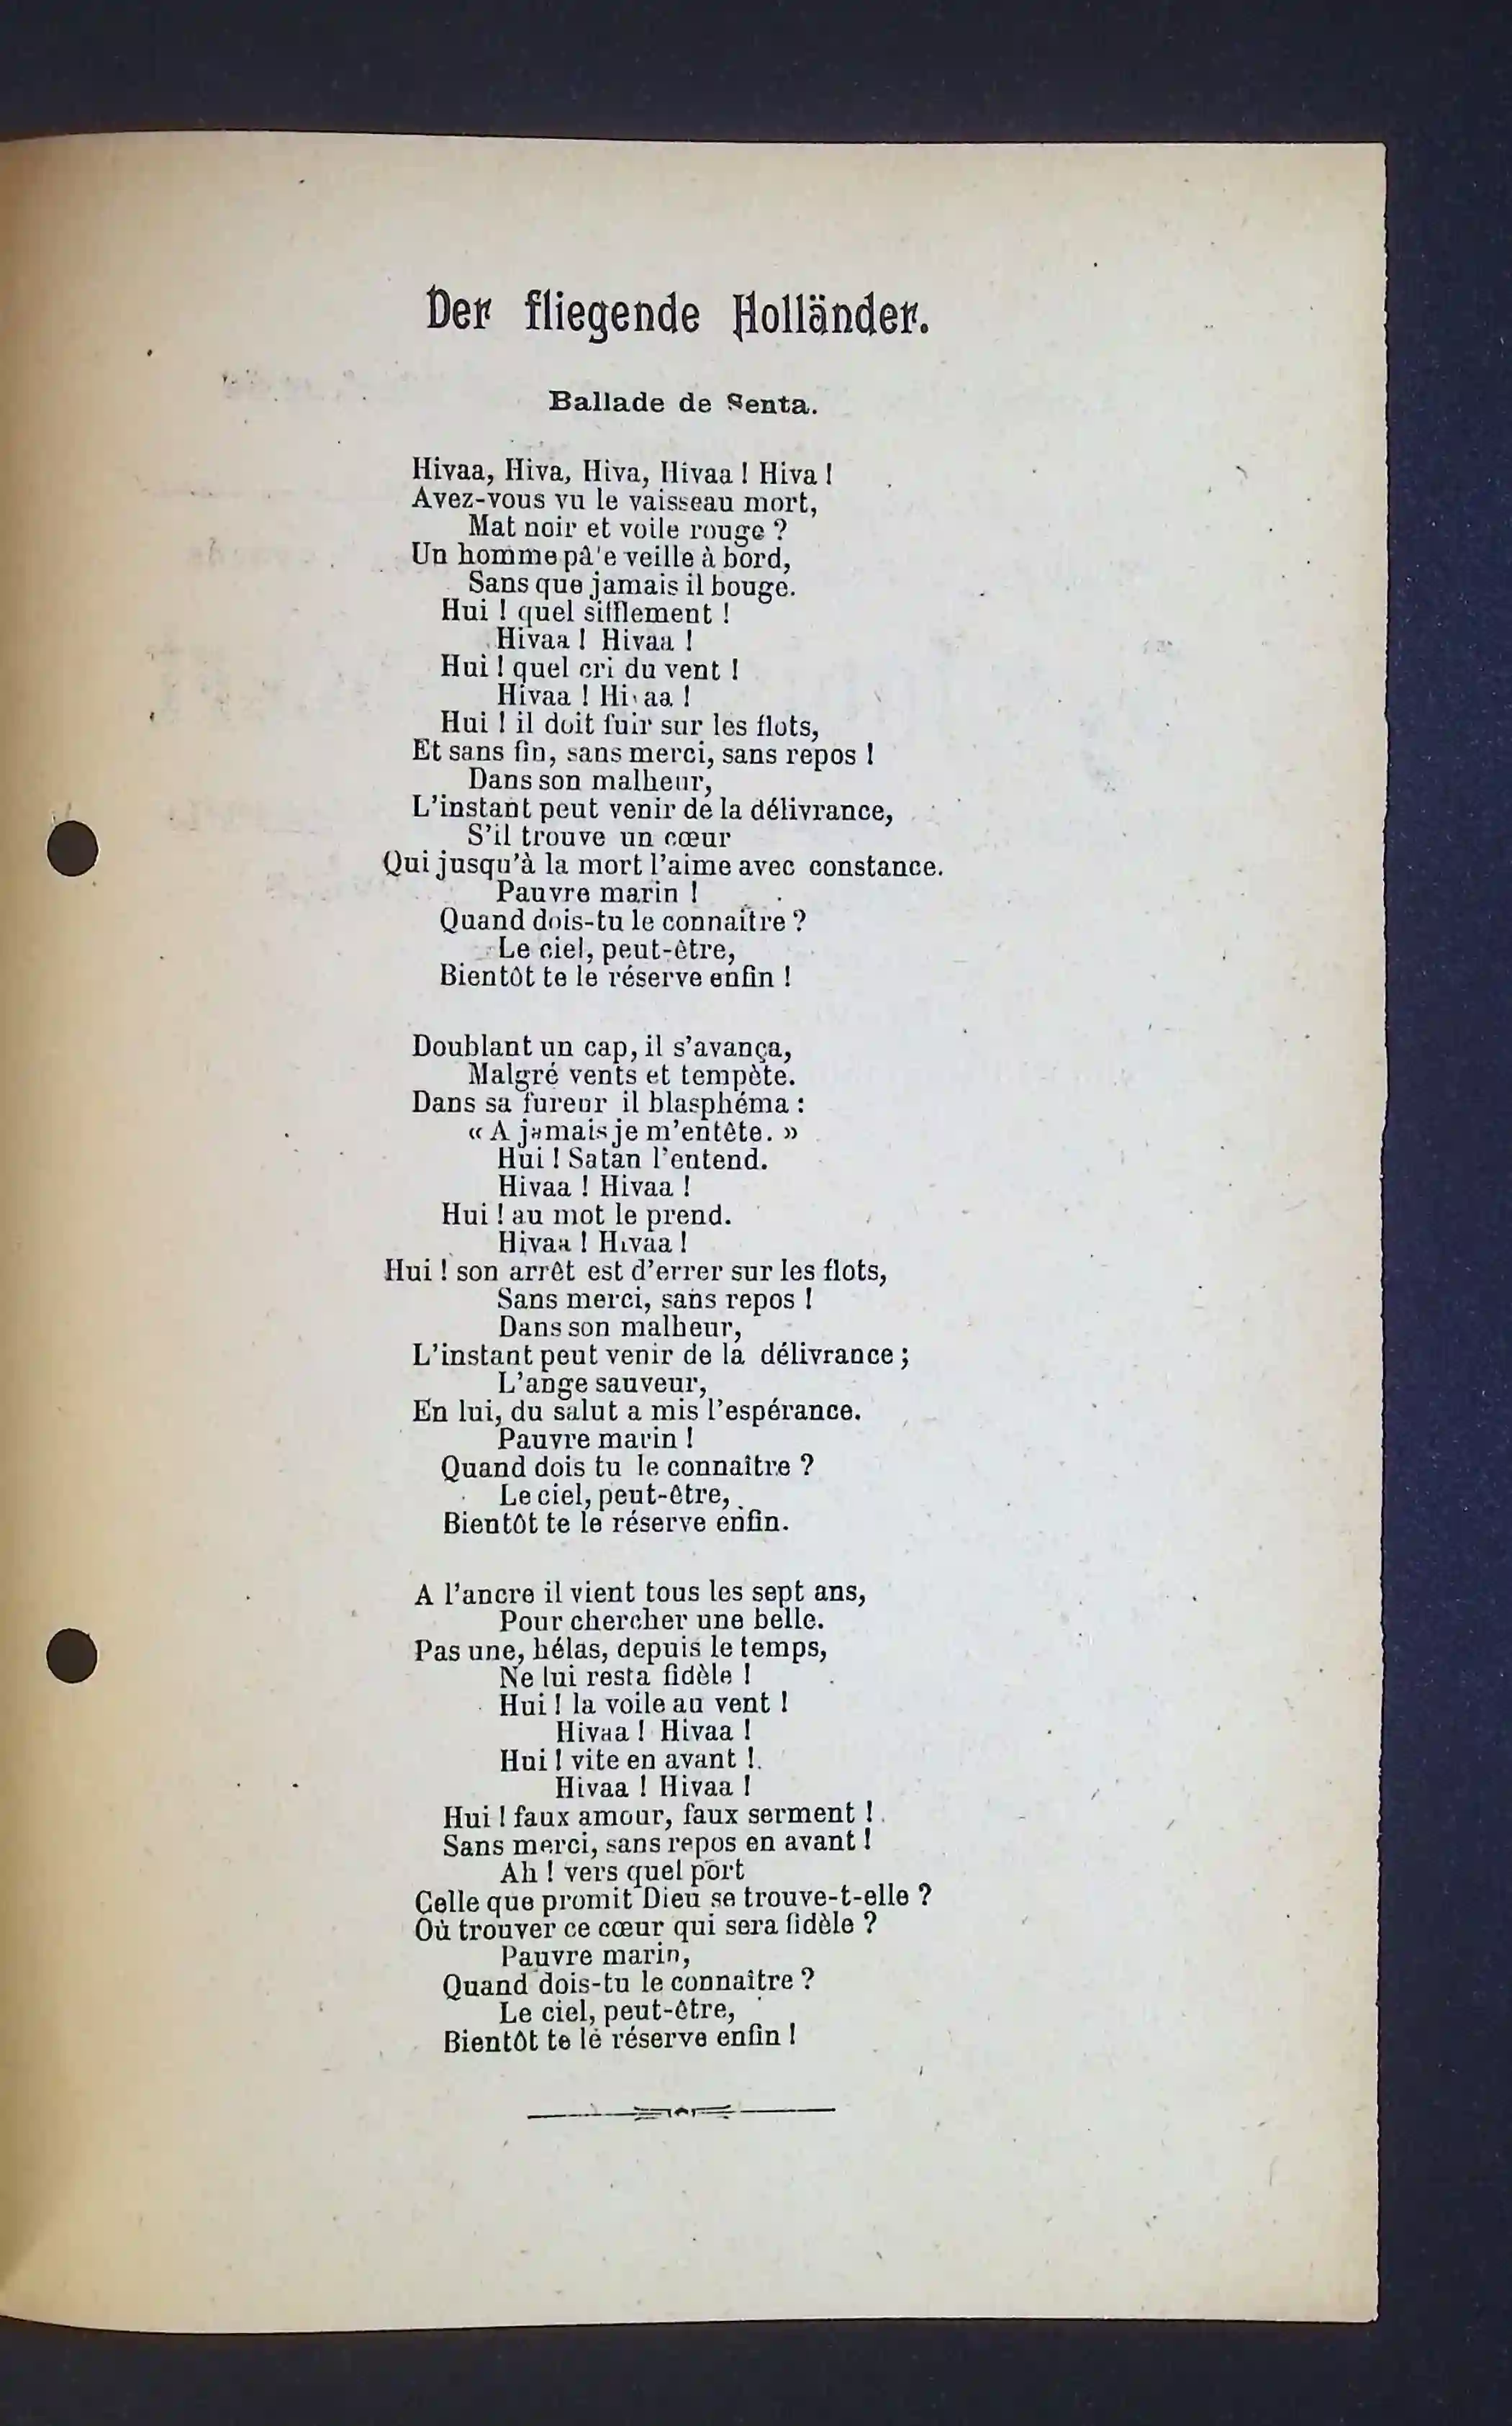 Der fliegende Holländer.
Ballade de Senta.
Hivaa, Hiva, Hiva, Hivaa ! Hiva !
Avez-vous vu le vaisseau mort,
Mat noir et voile rouge ?
Un homme pâle veille à bord,
Sans que jamais il bouge.
Hui ! quel sifflement !
Hivaa ! Hivaa !
Hui ! quel cri du vent !
Hivaa ! Hivaa !
Hui ! il doit fuir sur les flots,
Et sans fin, sans merci, sans repos !
Dans son malheur,
L'instant peut venir de la délivrance,
S'il trouve un cœur
Qui jusqu'à la mort l'aime avec constance.
Pauvre marin !
Quand dois-tu le connaître ?
Le ciel, peut-être,
Bientôt te le réserve enfin !
Doublant un cap, il s'avança,
Malgré vents et tempête.
Dans sa fureur il blasphéma :
« A jamais je m'entête. »
Hui ! Satan l'entend.
Hivaa ! Hivaa !
Hui ! au mot le prend.
Hivaa ! Hivaa !
Hui ! son arrêt est d'errer sur les flots,
Sans merci, sans repos !
Dans son malheur,
L'instant peut venir de la délivrance ;
L'ange sauveur,
En lui, du salut a mis l'espérance.
Pauvre marin !
Quand dois tu le connaître ?
Le ciel, peut-être,
Bientôt te le réserve enfin.
A l'ancre il vient tous les sept ans,
Pour chercher une belle.
Pas une, hélas, depuis le temps,
Ne lui resta fidèle !
Hui ! la voile au vent !
Hivaa ! Hivaa !
Hui ! vite en avant !
Hivaa ! Hivaa !
Hui ! faux amour, faux serment !
Sans merci, sans repos en avant !
Ah ! vers quel port
Celle que promit Dieu se trouve-t-elle ?
Où trouver ce cœur qui sera fidèle ?
Pauvre marin,
Quand dois-tu le connaître ?
Le ciel, peut-être,
Bientôt te le réserve enfin !